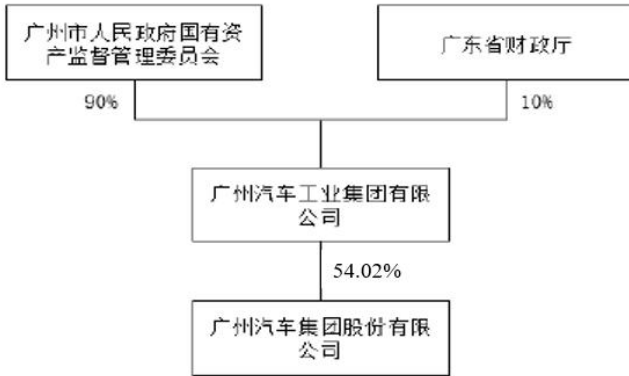 广州市人民政府国有资
产监督管理委员会
广东省财政厅
90%
10%
广州汽车工业集团有限
公司
54.02%
广州汽车集团股份有限
公司